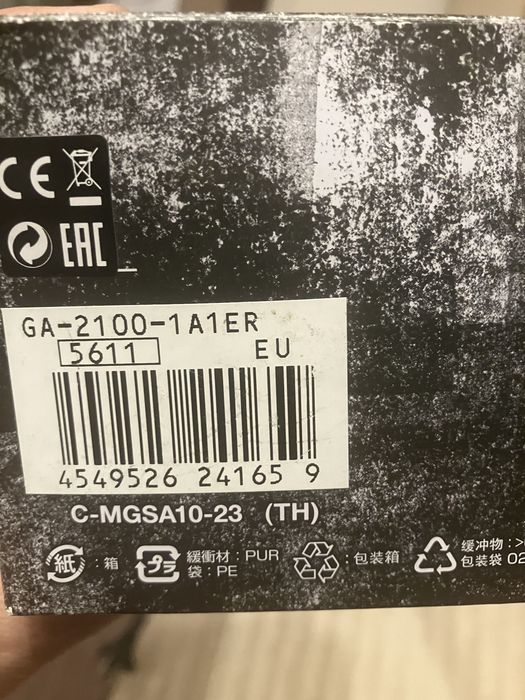 CE
EAC
GA-2100-1A1ER
5611 EU
4549526 24165 9
C-MGSA10-23 (TH)
紙 : 箱
プラ 緩衝材 : PUR
袋 : PE
: 包装箱
缓冲物 : >
包装袋 02